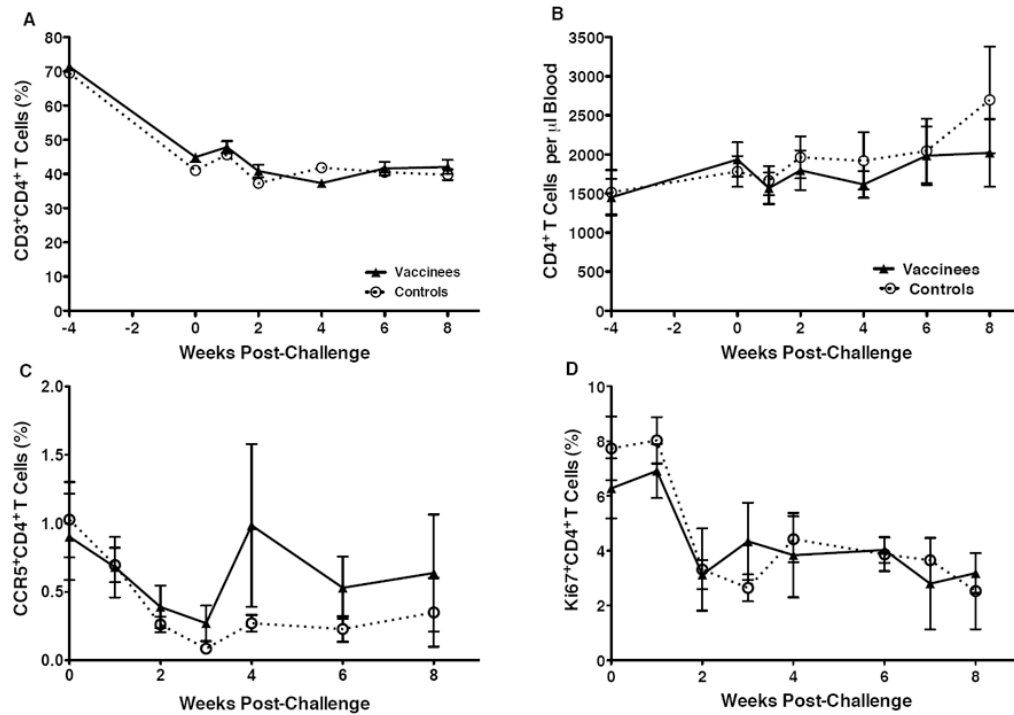 A
CD3⁺CD4⁺ T Cells (%)
80
70
60
50
40
30
20
10
0
-4 -2 0 2 4 6 8
Weeks Post-Challenge
Vaccinees
Controls
B
CD4⁺ T Cells per µl Blood
3500
3000
2500
2000
1500
1000
500
0
-4 -2 0 2 4 6 8
Weeks Post-Challenge
Vaccinees
Controls
C
CCR5⁺CD4⁺ T Cells (%)
2.0
1.5
1.0
0.5
0.0
0 2 4 6 8
Weeks Post-Challenge
D
Ki67⁺CD4⁺ T Cells (%)
10
8
6
4
2
0
0 2 4 6 8
Weeks Post-Challenge